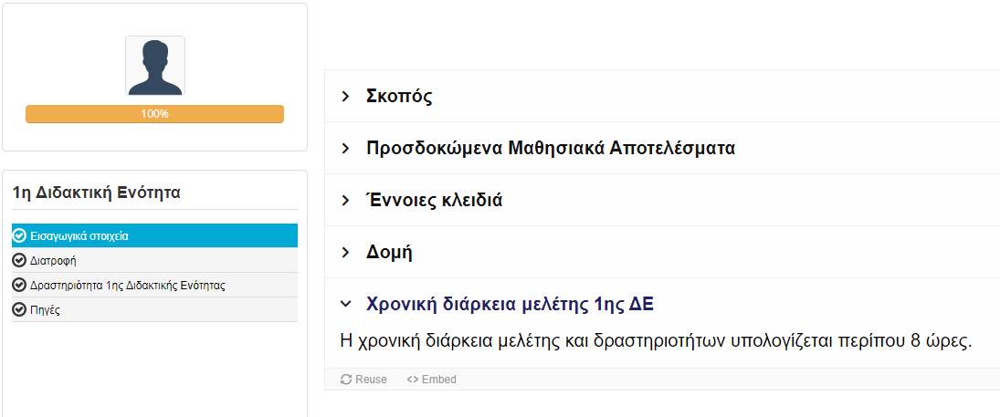 100%
1η Διδακτική Ενότητα
Εισαγωγικά στοιχεία
Διατροφή
Δραστηριότητα 1ης Διδακτικής Ενότητας
Πηγές
Σκοπός
Προσδοκώμενα Μαθησιακά Αποτελέσματα
Έννοιες κλειδιά
Δομή
Χρονική διάρκεια μελέτης 1ης ΔΕ
Η χρονική διάρκεια μελέτης και δραστηριοτήτων υπολογίζεται περίπου 8 ώρες.
Reuse <> Embed